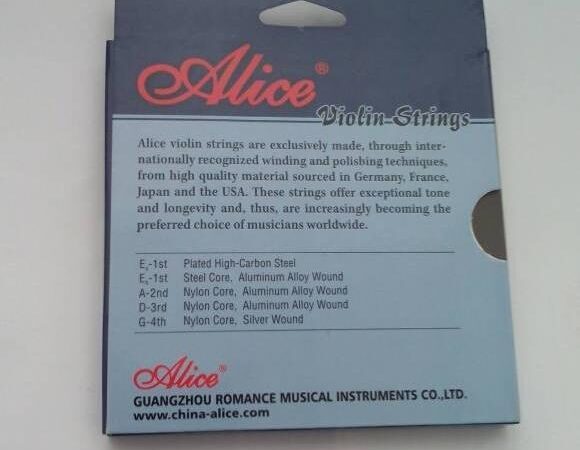 Alice®
Violin Strings
Alice violin strings are exclusively made, through inter-
nationally recognized winding and polishing techniques,
from high quality material sourced in Germany, France,
Japan and the USA. These strings offer exceptional tone
and longevity and, thus, are increasingly becoming the
preferred choice of musicians worldwide.
E₁-1st Plated High-Carbon Steel
E₂-1st Steel Core, Aluminum Alloy Wound
A-2nd Nylon Core, Aluminum Alloy Wound
D-3rd Nylon Core, Aluminum Alloy Wound
G-4th Nylon Core, Silver Wound
Alice®
GUANGZHOU ROMANCE MUSICAL INSTRUMENTS CO.,LTD.
www.china-alice.com